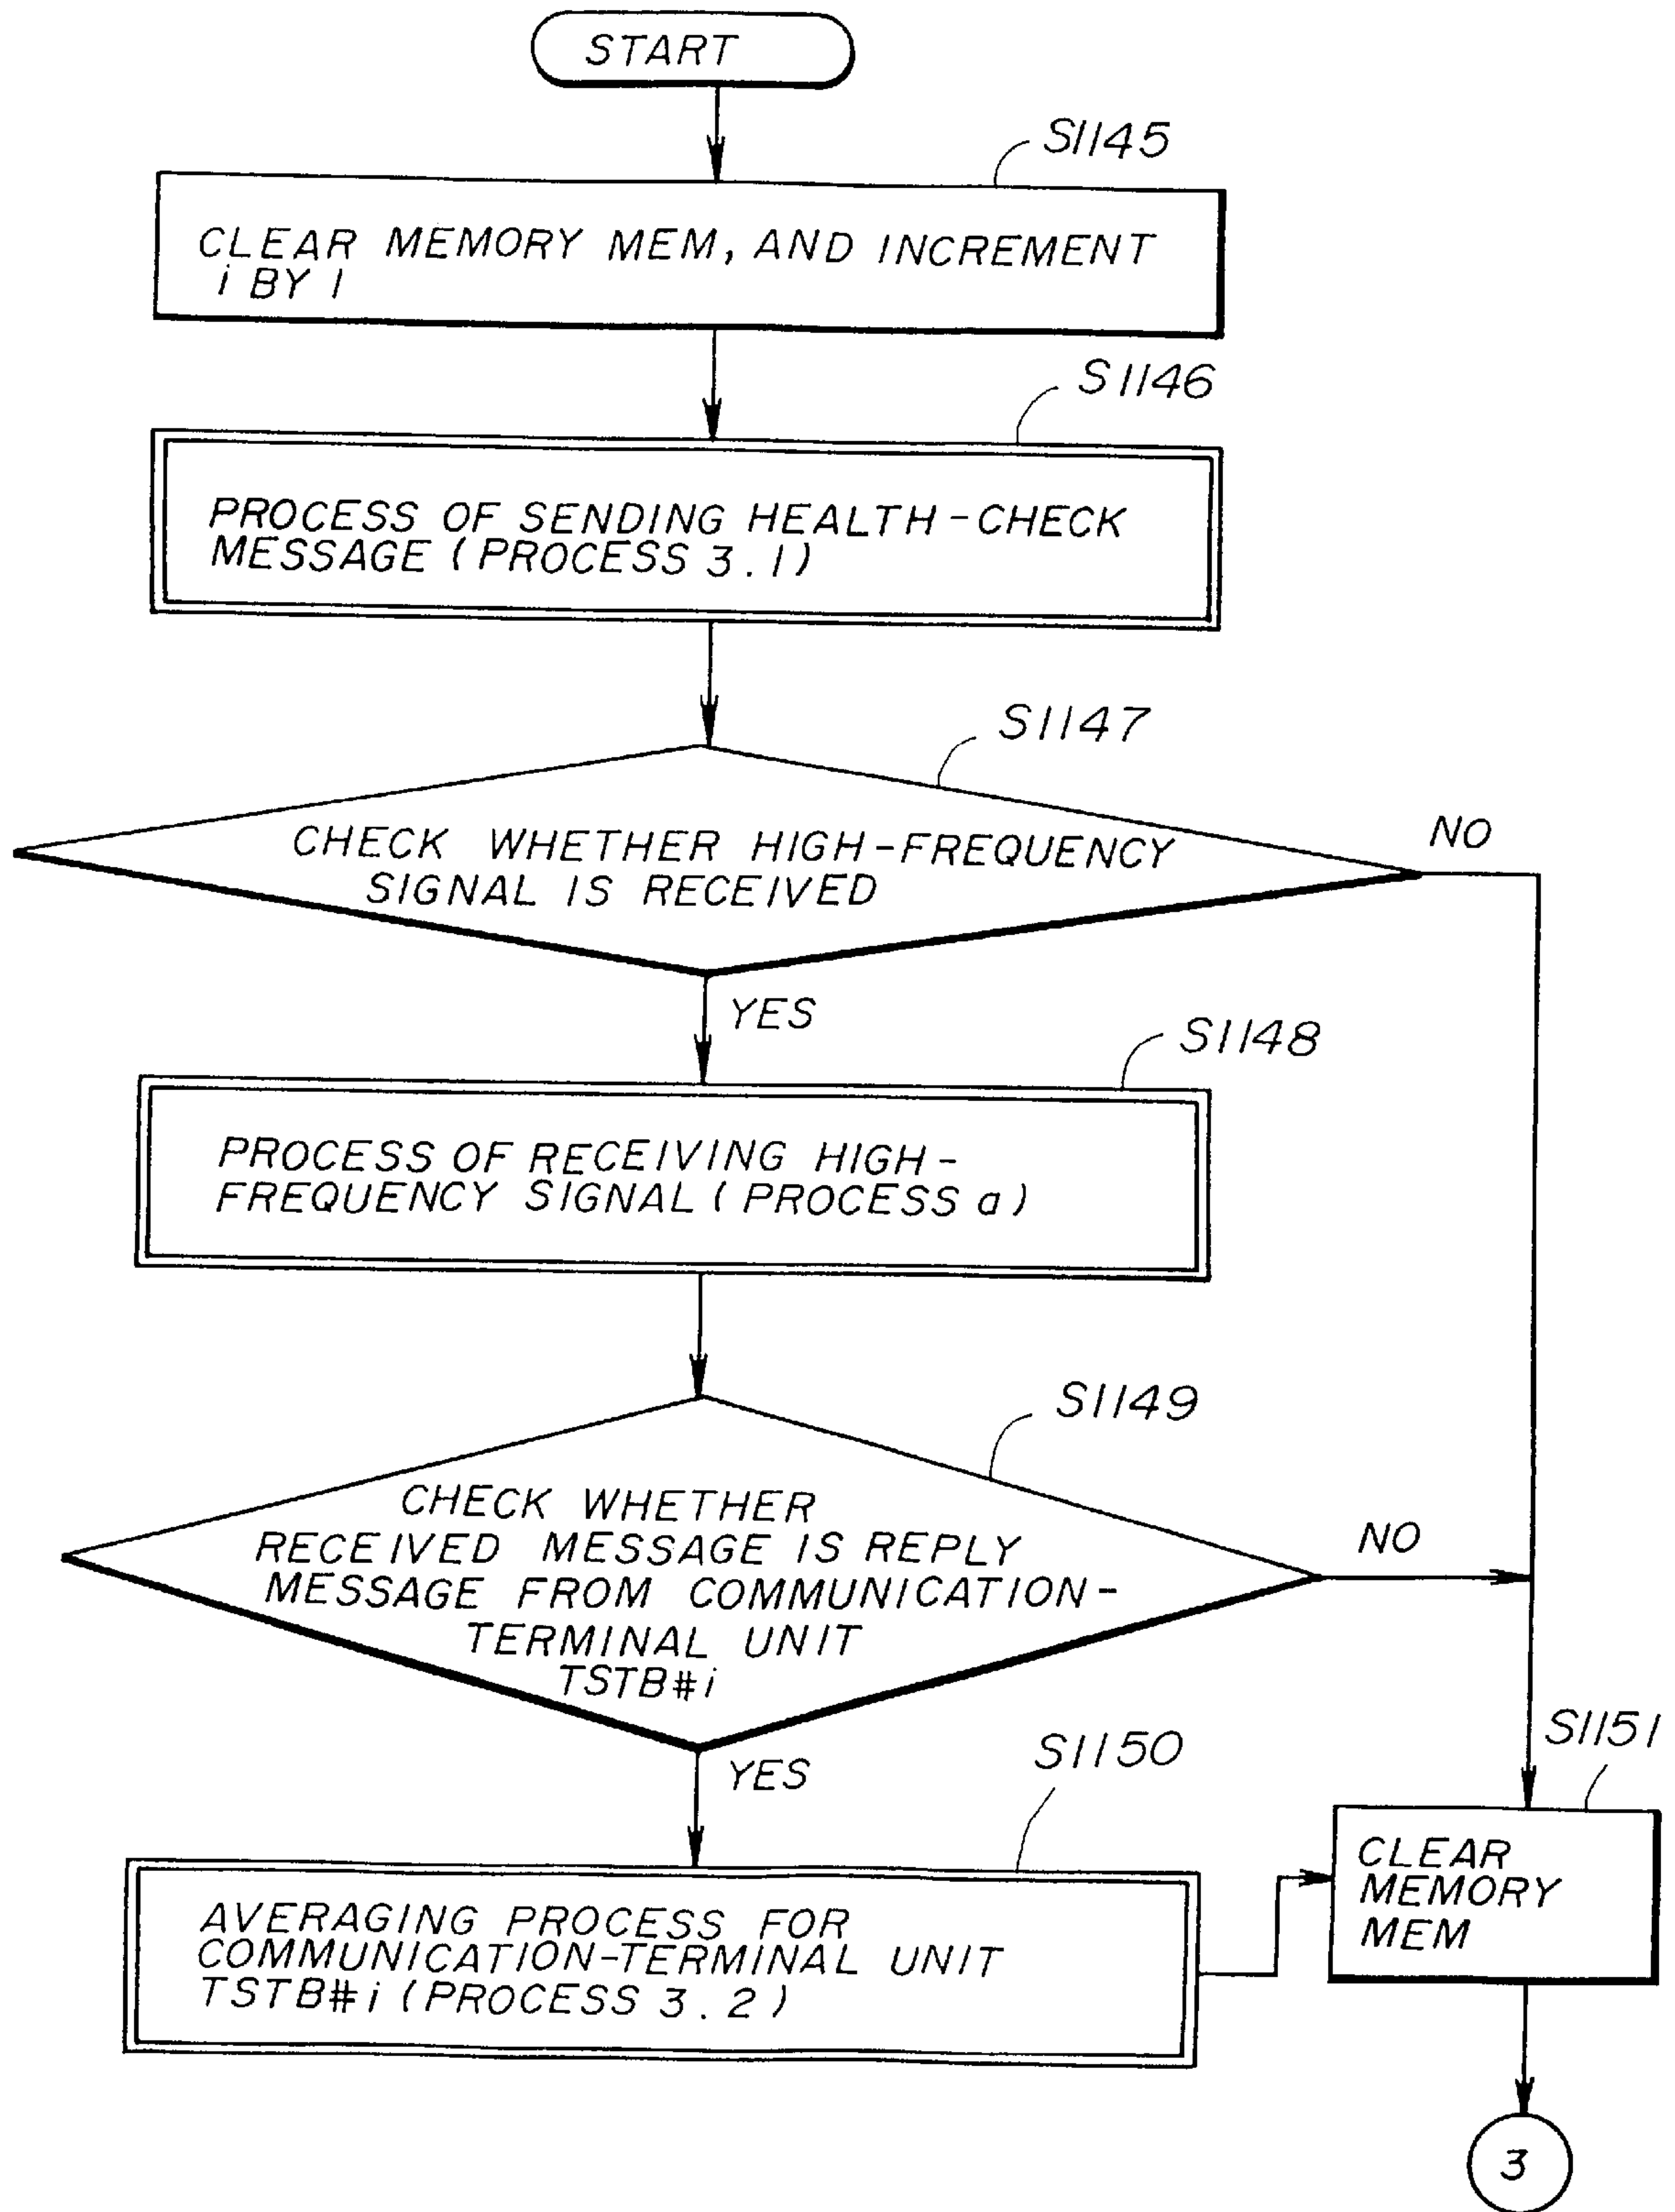 START
S1145
CLEAR MEMORY MEM, AND INCREMENT
i BY 1
S1146
PROCESS OF SENDING HEALTH-CHECK
MESSAGE (PROCESS 3.1)
S1147
CHECK WHETHER HIGH-FREQUENCY
SIGNAL IS RECEIVED
NO
YES
S1148
PROCESS OF RECEIVING HIGH-
FREQUENCY SIGNAL (PROCESS a)
S1149
CHECK WHETHER
RECEIVED MESSAGE IS REPLY
MESSAGE FROM COMMUNICATION-
TERMINAL UNIT
TSTB#i
NO
YES
S1150
AVERAGING PROCESS FOR
COMMUNICATION-TERMINAL UNIT
TSTB#i (PROCESS 3.2)
S1151
CLEAR
MEMORY
MEM
3